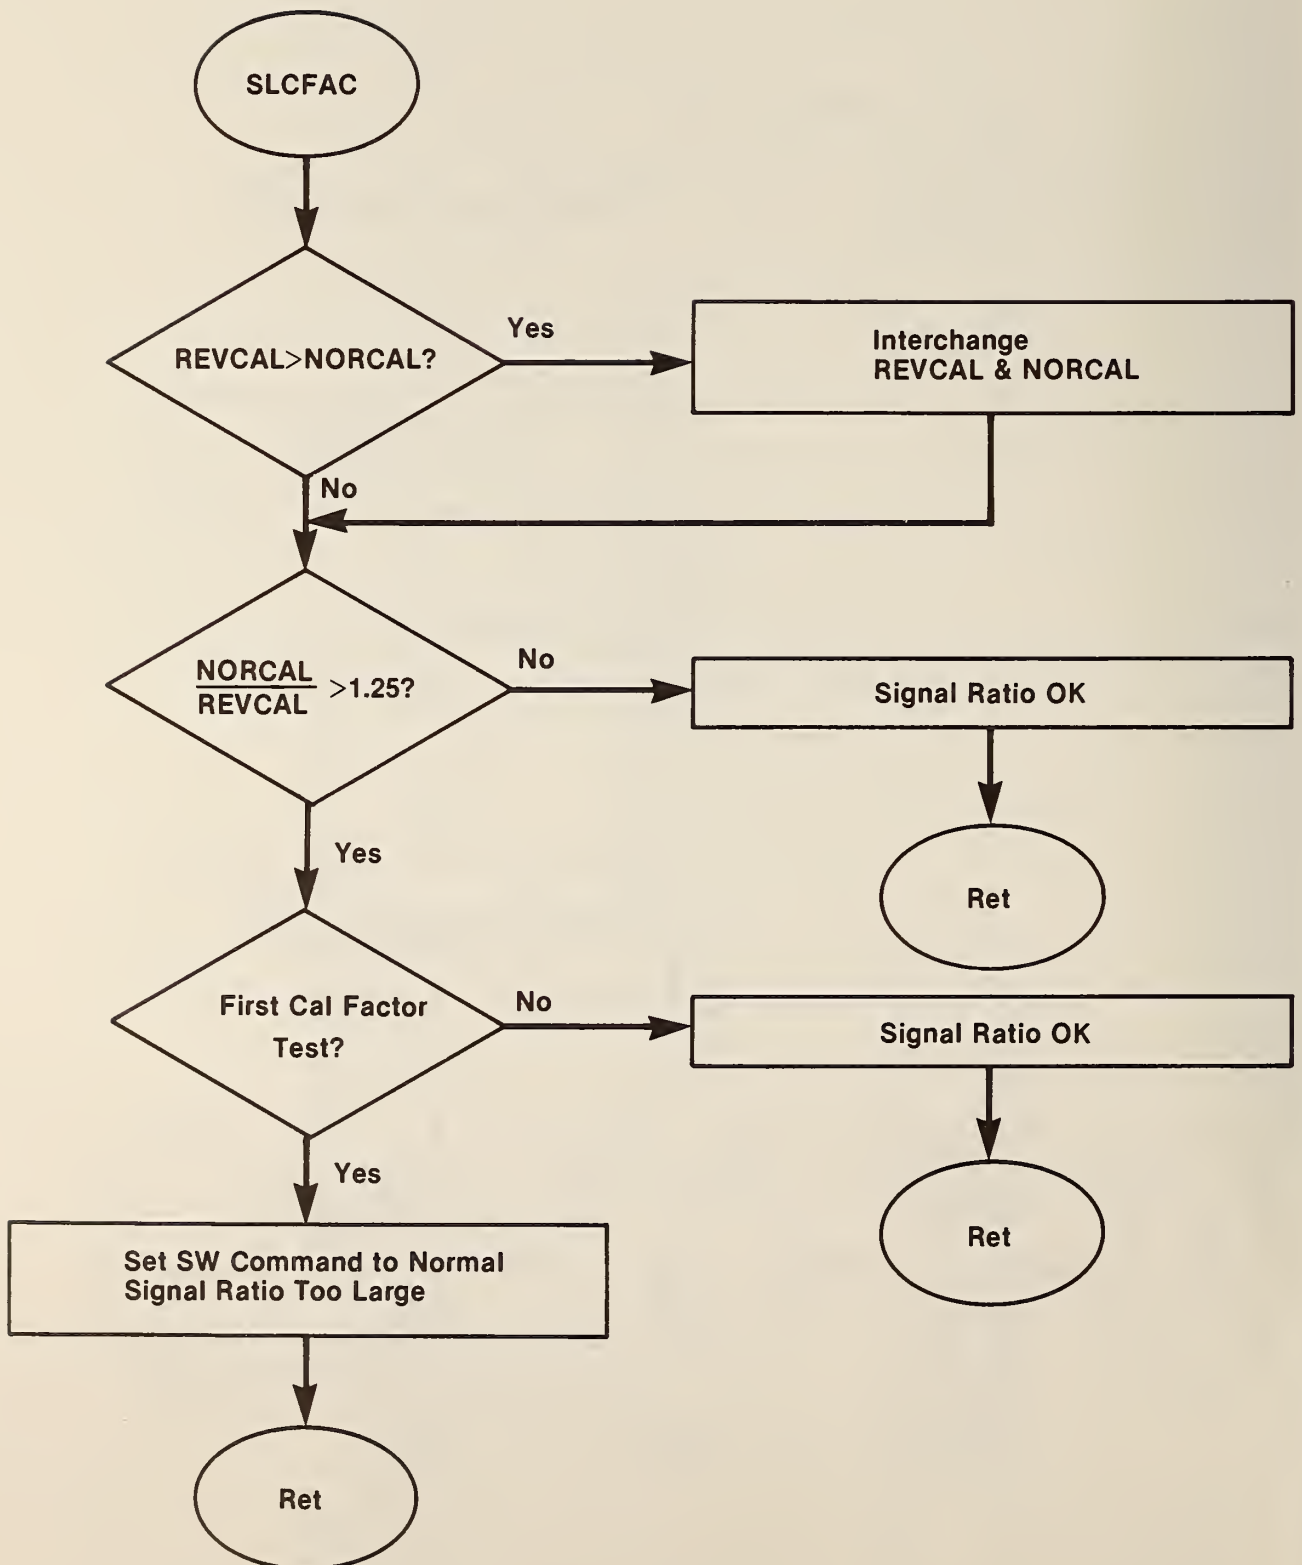 SLCFAC
REVCAL>NORCAL?
Yes
Interchange
REVCAL & NORCAL
No
NORCAL
REVCAL
>1.25?
No
Signal Ratio OK
Yes
Ret
First Cal Factor
Test?
No
Signal Ratio OK
Yes
Ret
Set SW Command to Normal
Signal Ratio Too Large
Ret